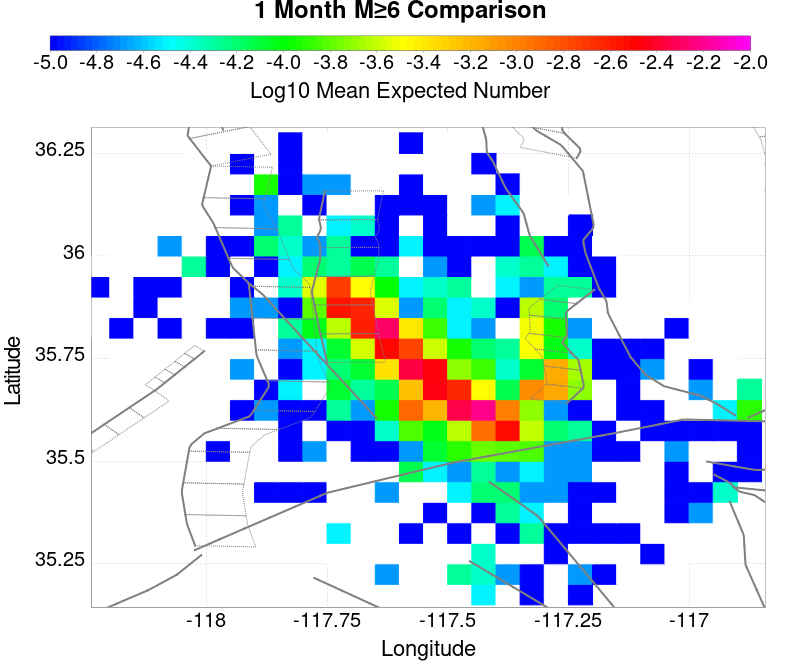 1 Month M≥6 Comparison
-5.0 -4.8 -4.6 -4.4 -4.2 -4.0 -3.8 -3.6 -3.4 -3.2 -3.0 -2.8 -2.6 -2.4 -2.2 -2.0
Log10 Mean Expected Number
36.25
36
35.75
35.5
35.25
Latitude
-118 -117.75 -117.5 -117.25 -117
Longitude